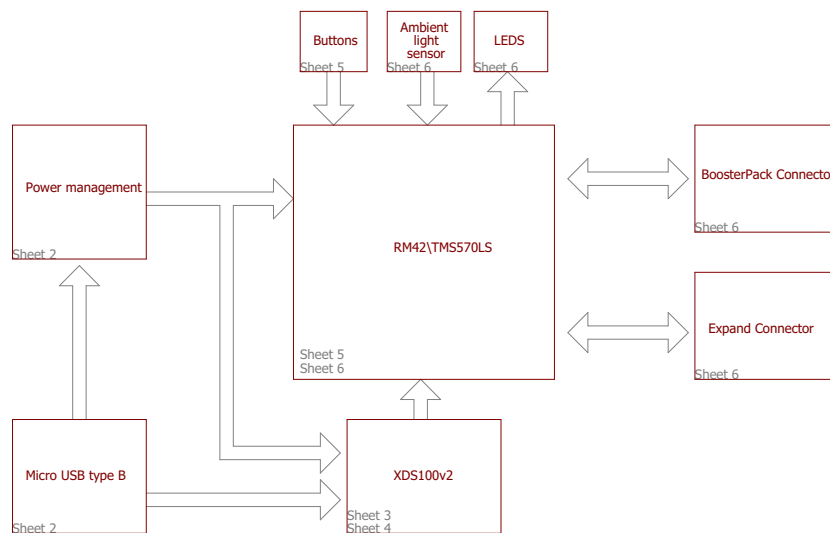 Buttons
Sheet 5
Ambient
light
sensor
Sheet 6
LEDS
Sheet 6
Power management
Sheet 2
RM42\TMS570LS
Sheet 5
Sheet 6
BoosterPack Connecto
Sheet 6
Expand Connector
Sheet 6
Micro USB type B
Sheet 2
XDS100v2
Sheet 3
Sheet 4